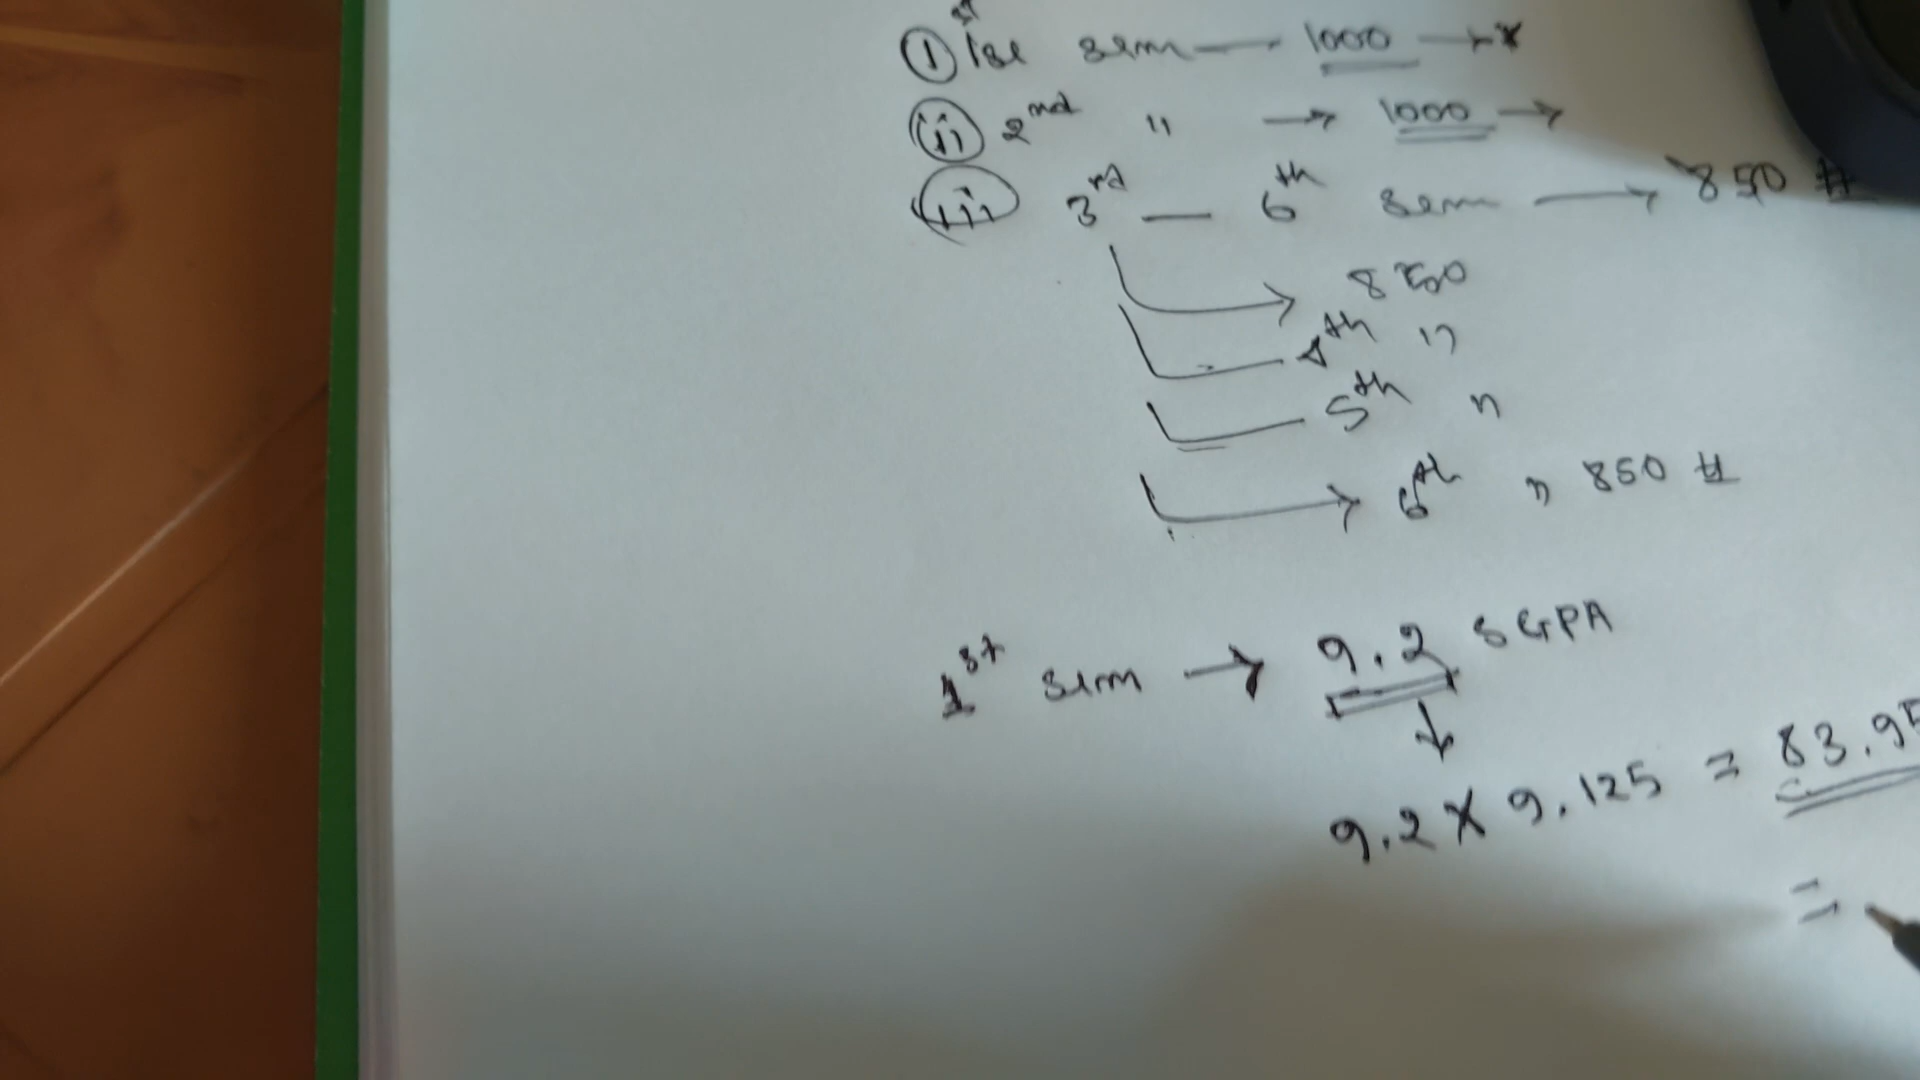 (i) 1st sem — 1000 →
(ii) 2nd " → 1000 →
(iii) 3rd — 6th sem → 850
→ 850
4th "
5th "
→ 6th " 850
1st sem → 9.2 SGPA
↓
9.2 X 9.125 = 83.95
=